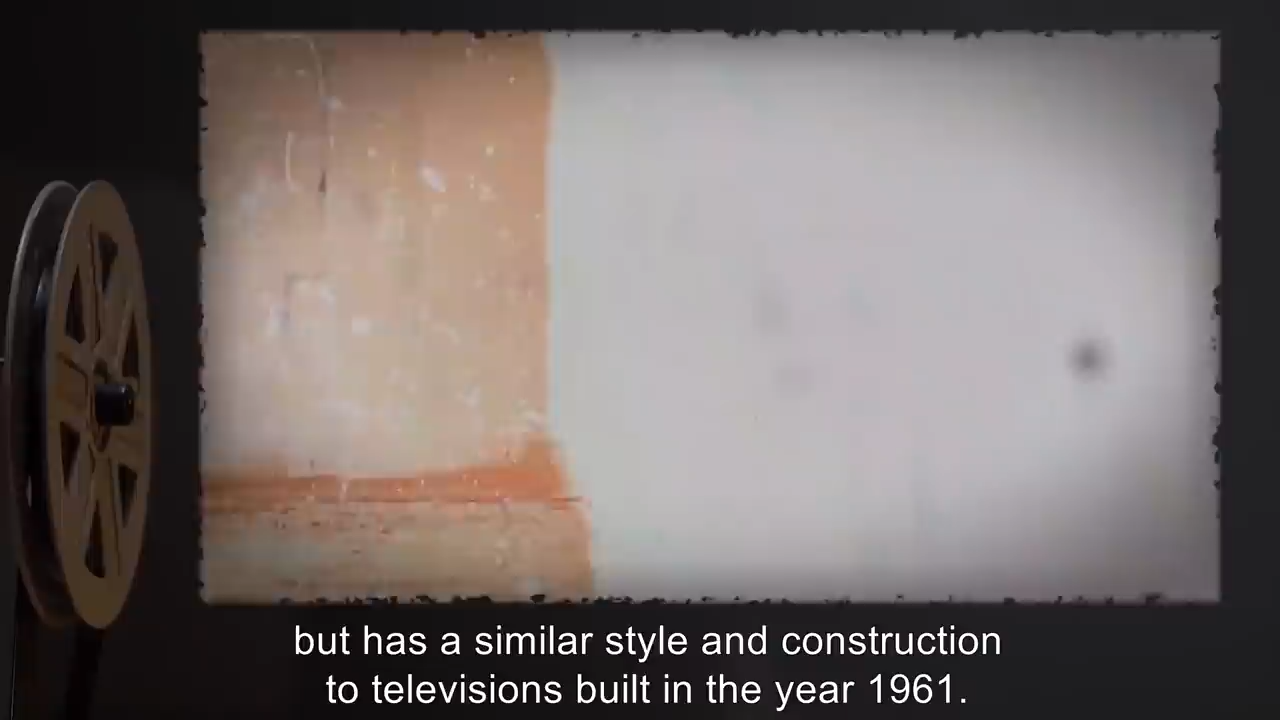 but has a similar style and construction
to televisions built in the year 1961.